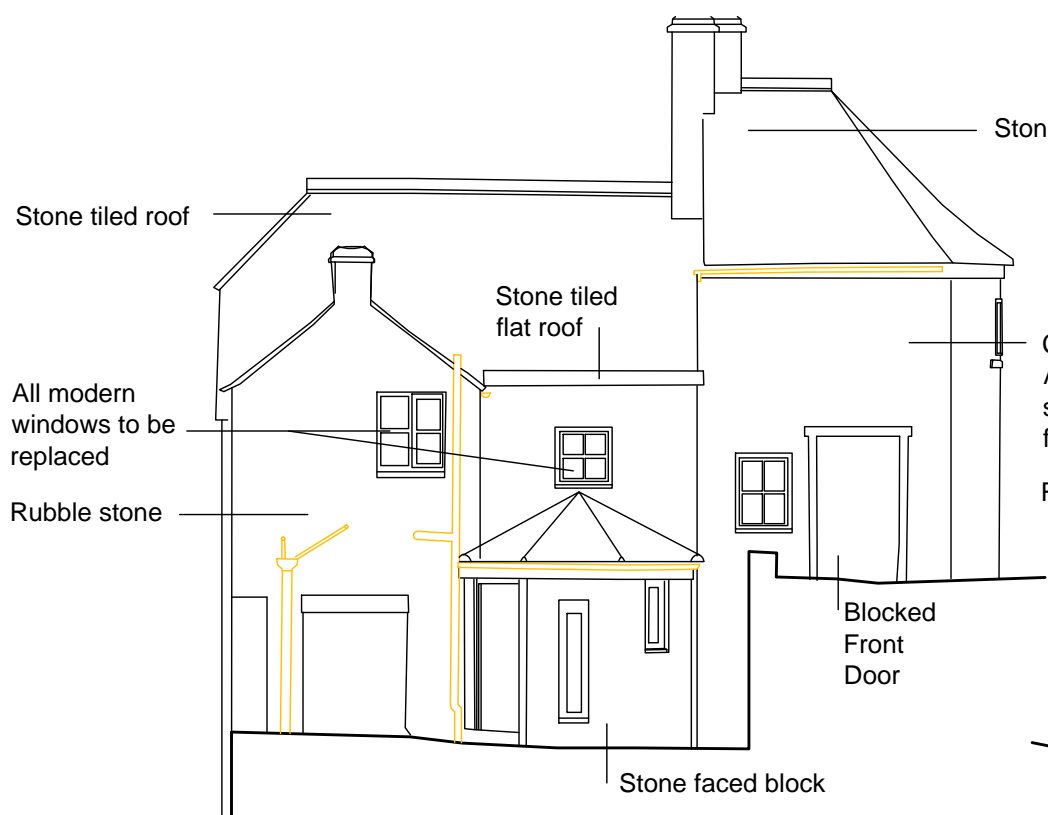 Ston
Stone tiled roof
Stone tiled
flat roof
All modern
windows to be
replaced
Rubble stone
Blocked
Front
Door
Stone faced block